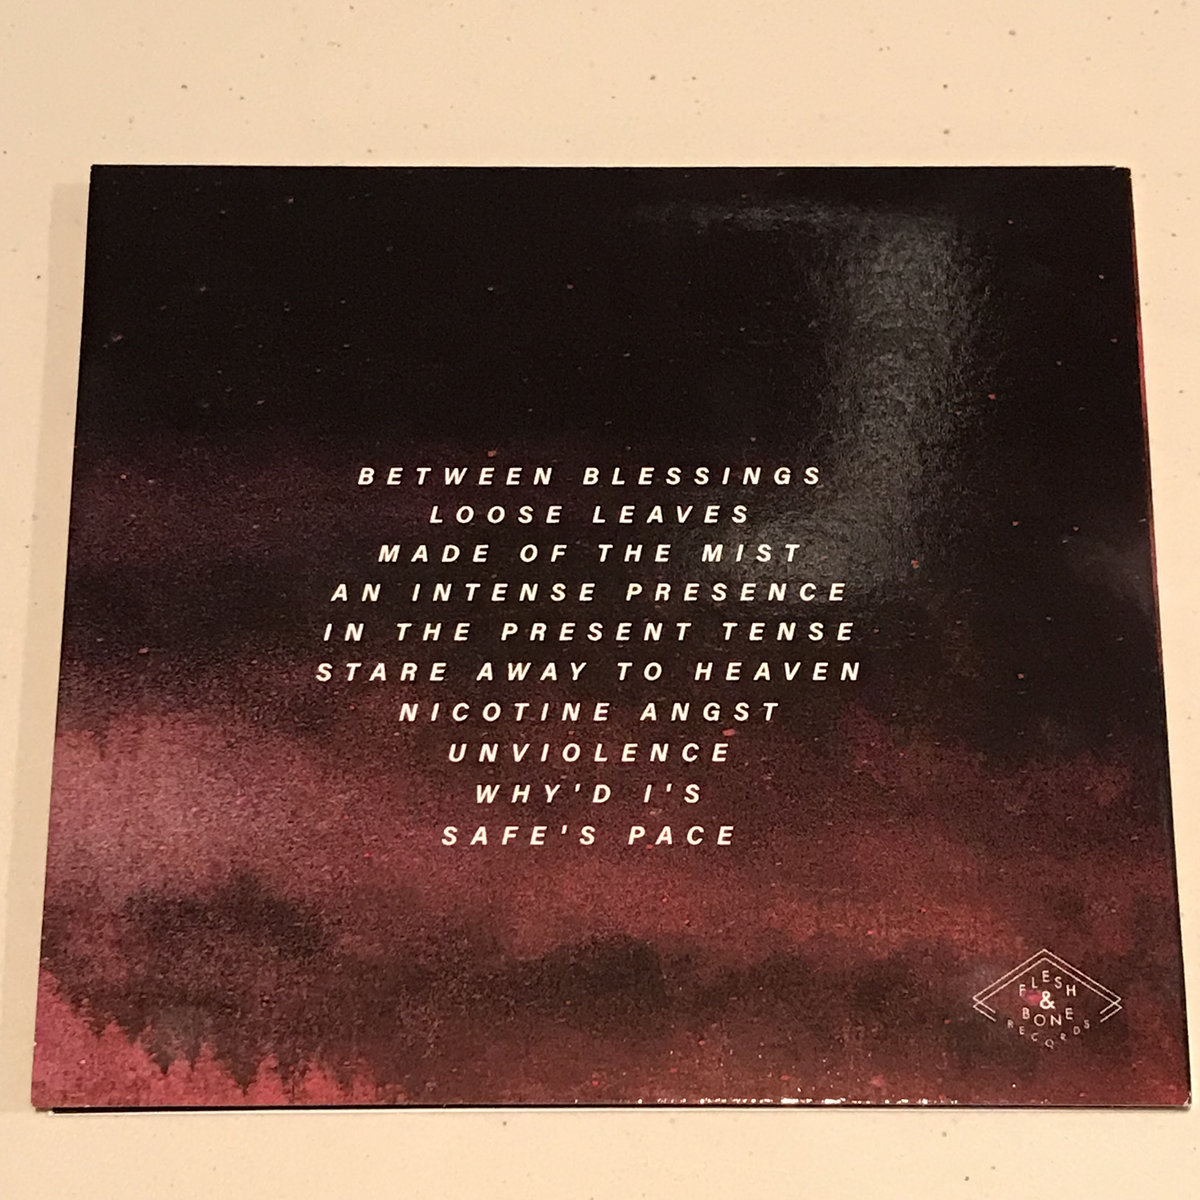 BETWEEN BLESSINGS
LOOSE LEAVES
MADE OF THE MIST
AN INTENSE PRESENCE
IN THE PRESENT TENSE
STARE AWAY TO HEAVEN
NICOTINE ANGST
UNVIOLENCE
WHY'D I'S
SAFE'S PACE
FLESH
&
BONE
RECORDS